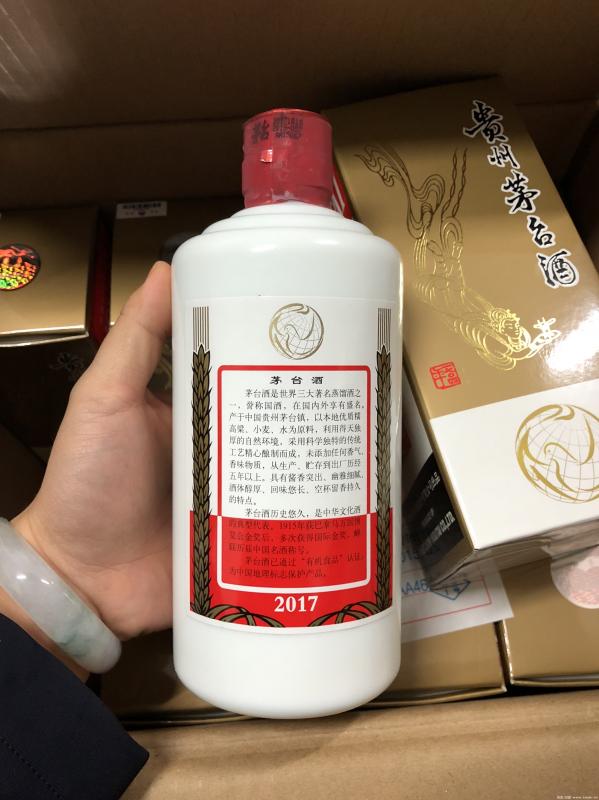 茅台
贵州茅台酒
茅台酒
茅台酒是世界三大著名蒸馏酒之
一，誉称国酒，在国内外享有盛名。
产于中国贵州茅台镇，以本地优质糯
高粱、小麦、水为原料，利用得天独
厚的自然环境，采用科学独特的传统
工艺精心酿制而成，未添加任何香气、
香味物质，从生产、贮存到出厂历经
五年以上。具有酱香突出、幽雅细腻、
酒体醇厚、回味悠长、空杯留香持久
的特点。
茅台酒历史悠久，是中华文化酒
的典型代表，1915年获巴拿马万国博
览会金奖后，多次获得国际金奖，蝉
联历届中国名酒称号。
茅台酒已通过“有机食品”认证，
为中国地理标志保护产品。
2017